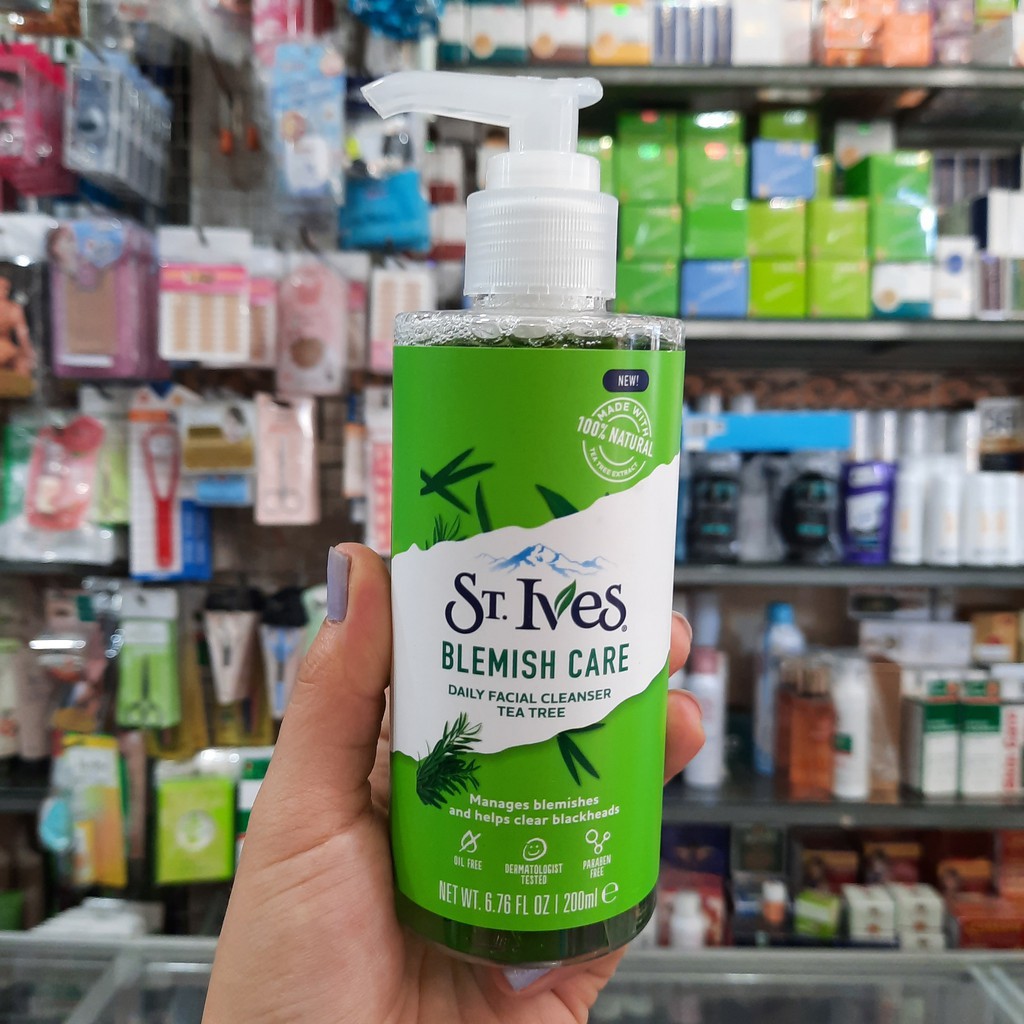 NEW!
MADE WITH
100% NATURAL
TEA TREE EXTRACT
ST. IVES®
BLEMISH CARE
DAILY FACIAL CLEANSER
TEA TREE
Manages blemishes
and helps clear blackheads
OIL FREE
DERMATOLOGIST
TESTED
PARABEN
FREE
NET WT. 6.76 FL OZ | 200ml ℮